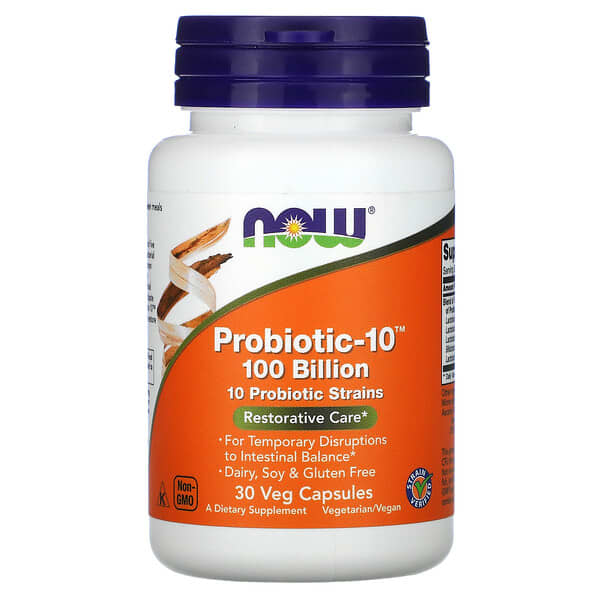 now®
Probiotic-10™
100 Billion
10 Probiotic Strains
Restorative Care*
• For Temporary Disruptions
to Intestinal Balance*
• Dairy, Soy & Gluten Free
30 Veg Capsules
A Dietary Supplement Vegetarian/Vegan
K
Non-
GMO
STRAIN
VERIFIED